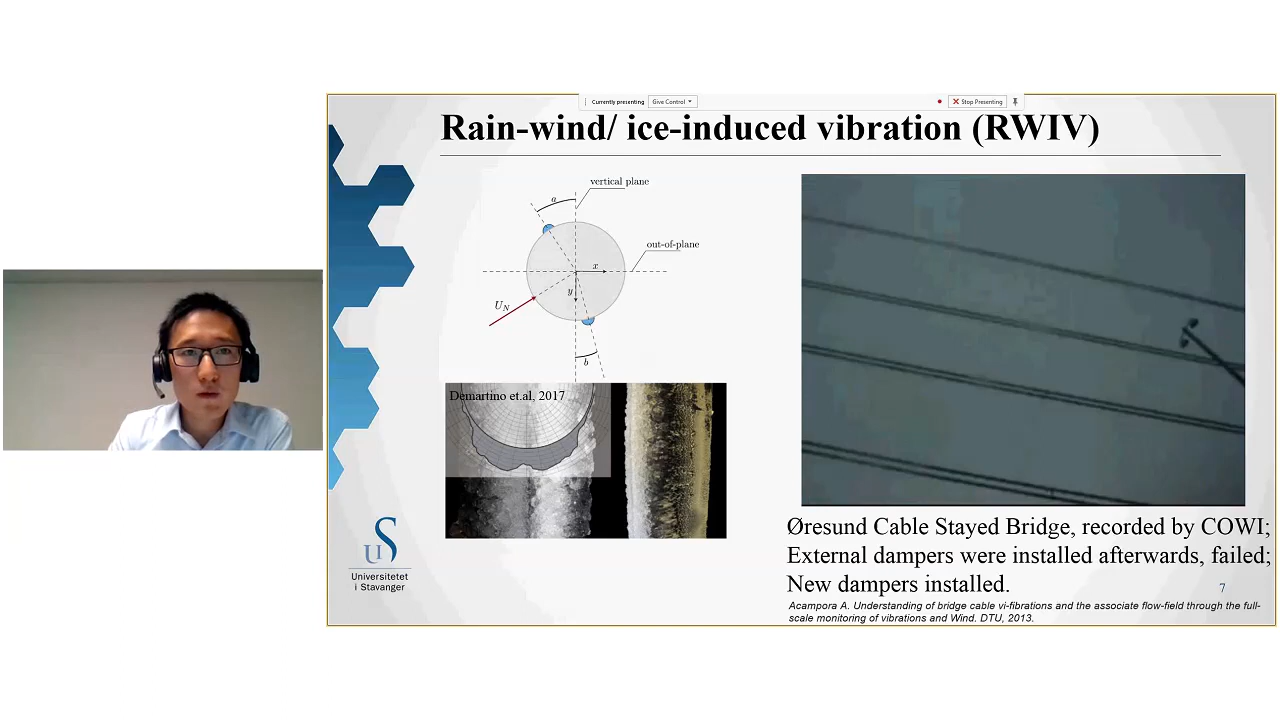 Currently presenting
Give Control
Stop Presenting
Rain-wind/ ice-induced vibration (RWIV)
vertical plane
a
out-of-plane
x
y
U_N
b
Demartino et.al, 2017
Øresund Cable Stayed Bridge, recorded by COWI;
External dampers were installed afterwards, failed;
New dampers installed.
7
Acampora A. Understanding of bridge cable vi-fibrations and the associate flow-field through the full-
scale monitoring of vibrations and Wind. DTU, 2013.
uS
Universitetet
i Stavanger